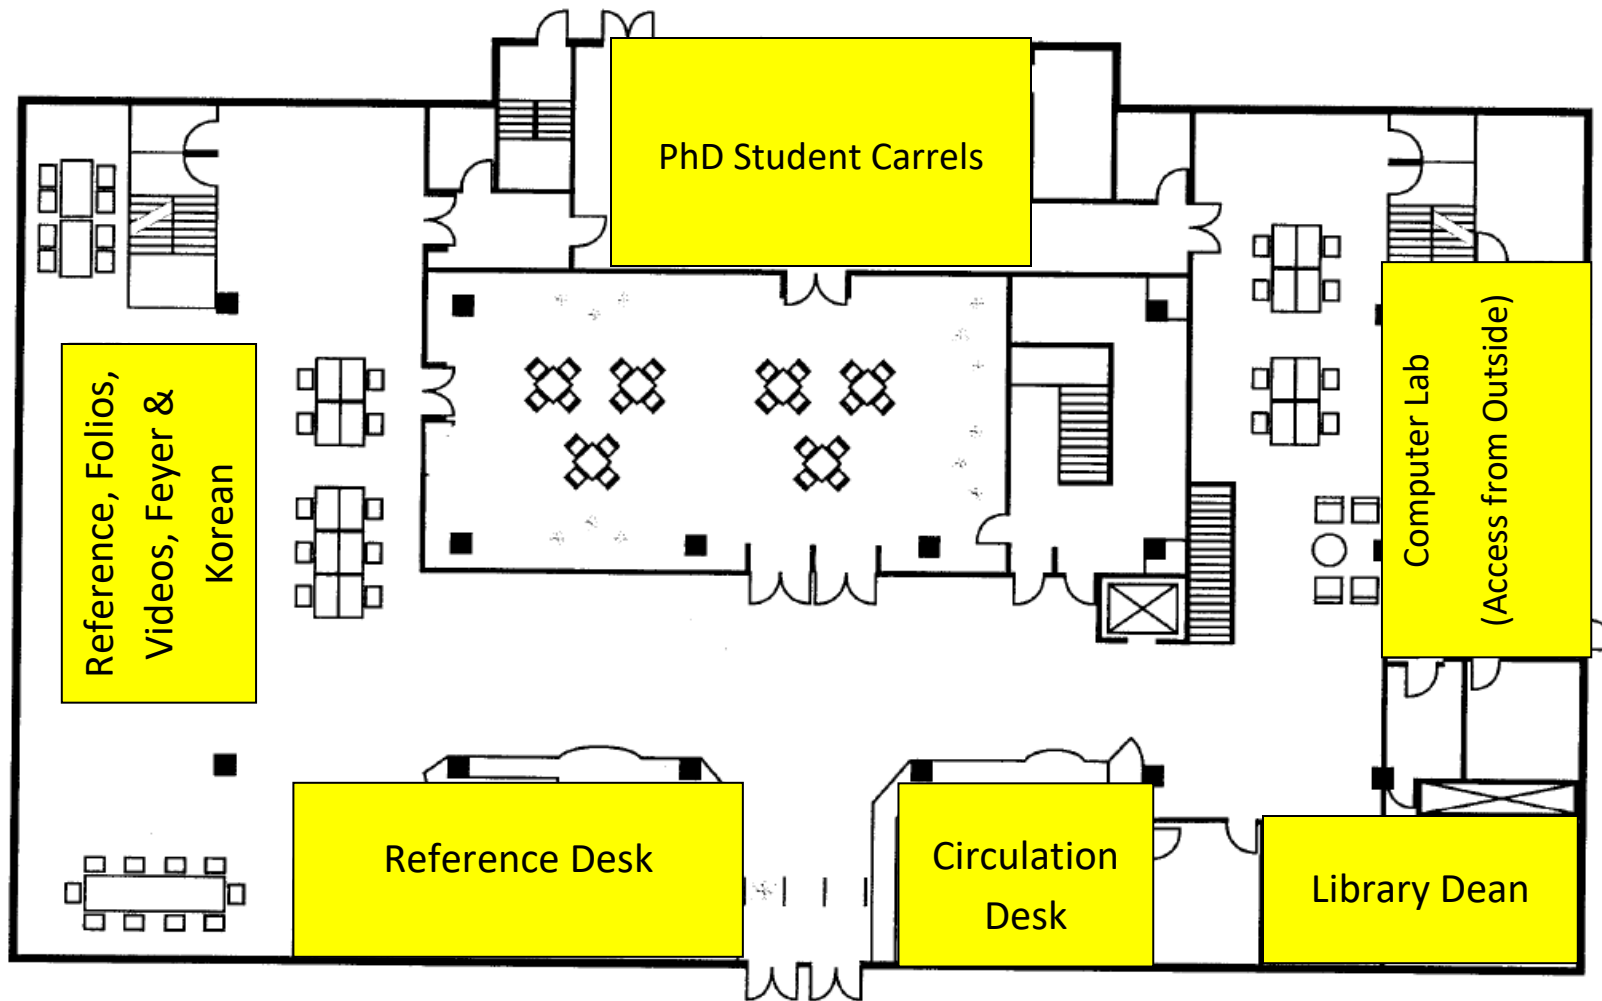 PhD Student Carrels
Reference, Folios,
Videos, Feyer &
Korean
Computer Lab
(Access from Outside)
Reference Desk
Circulation
Desk
Library Dean